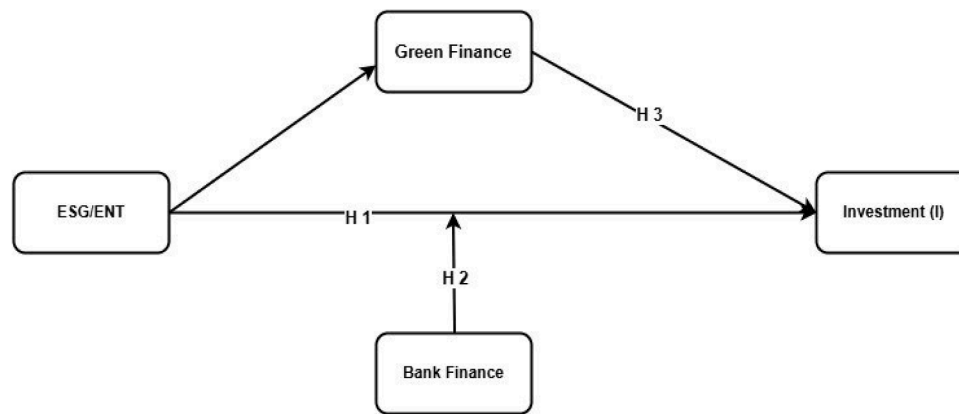 Green Finance
H 3
ESG/ENT
H 1
Investment (I)
H 2
Bank Finance